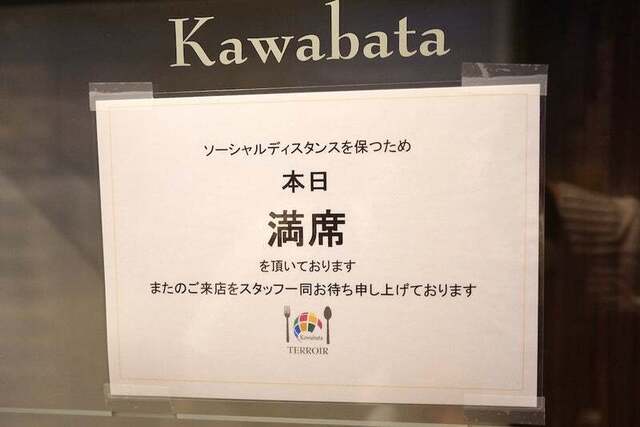 Kawabata
ソーシャルディスタンスを保つため
本日
満席
を頂いております
またのご来店をスタッフ一同お待ち申し上げております
Kawabata
TERROIR